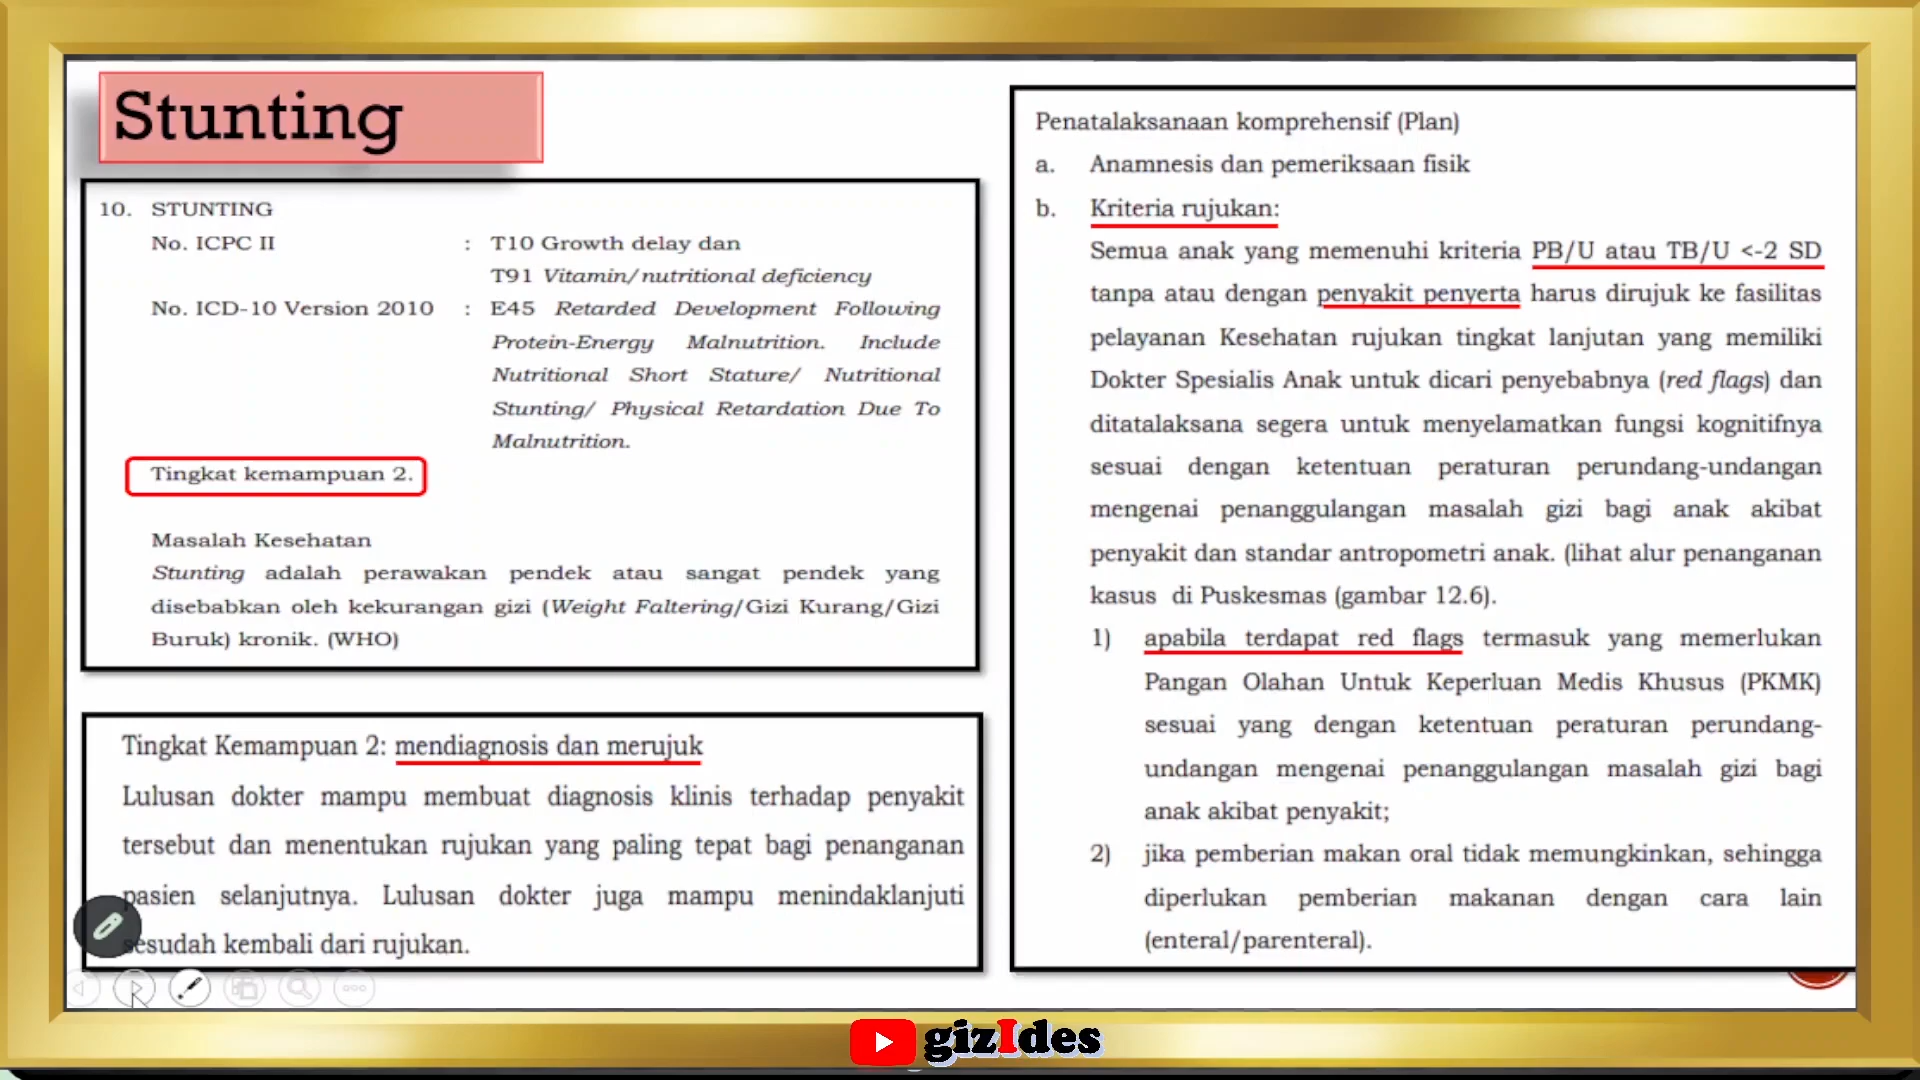 Stunting
10. STUNTING
No. ICPC II : T10 Growth delay dan
T91 Vitamin/nutritional deficiency
No. ICD-10 Version 2010 : E45 Retarded Development Following
Protein-Energy Malnutrition. Include
Nutritional Short Stature/ Nutritional
Stunting/ Physical Retardation Due To
Malnutrition.
Tingkat kemampuan 2.
Masalah Kesehatan
Stunting adalah perawakan pendek atau sangat pendek yang
disebabkan oleh kekurangan gizi (Weight Faltering/Gizi Kurang/Gizi
Buruk) kronik. (WHO)
Tingkat Kemampuan 2: mendiagnosis dan merujuk
Lulusan dokter mampu membuat diagnosis klinis terhadap penyakit
tersebut dan menentukan rujukan yang paling tepat bagi penanganan
pasien selanjutnya. Lulusan dokter juga mampu menindaklanjuti
sesudah kembali dari rujukan.
Penatalaksanaan komprehensif (Plan)
a. Anamnesis dan pemeriksaan fisik
b. Kriteria rujukan:
Semua anak yang memenuhi kriteria PB/U atau TB/U <-2 SD
tanpa atau dengan penyakit penyerta harus dirujuk ke fasilitas
pelayanan Kesehatan rujukan tingkat lanjutan yang memiliki
Dokter Spesialis Anak untuk dicari penyebabnya (red flags) dan
ditatalaksana segera untuk menyelamatkan fungsi kognitifnya
sesuai dengan ketentuan peraturan perundang-undangan
mengenai penanggulangan masalah gizi bagi anak akibat
penyakit dan standar antropometri anak. (lihat alur penanganan
kasus di Puskesmas (gambar 12.6).
1) apabila terdapat red flags termasuk yang memerlukan
Pangan Olahan Untuk Keperluan Medis Khusus (PKMK)
sesuai yang dengan ketentuan peraturan perundang-
undangan mengenai penanggulangan masalah gizi bagi
anak akibat penyakit;
2) jika pemberian makan oral tidak memungkinkan, sehingga
diperlukan pemberian makanan dengan cara lain
(enteral/parenteral).
gizIdes